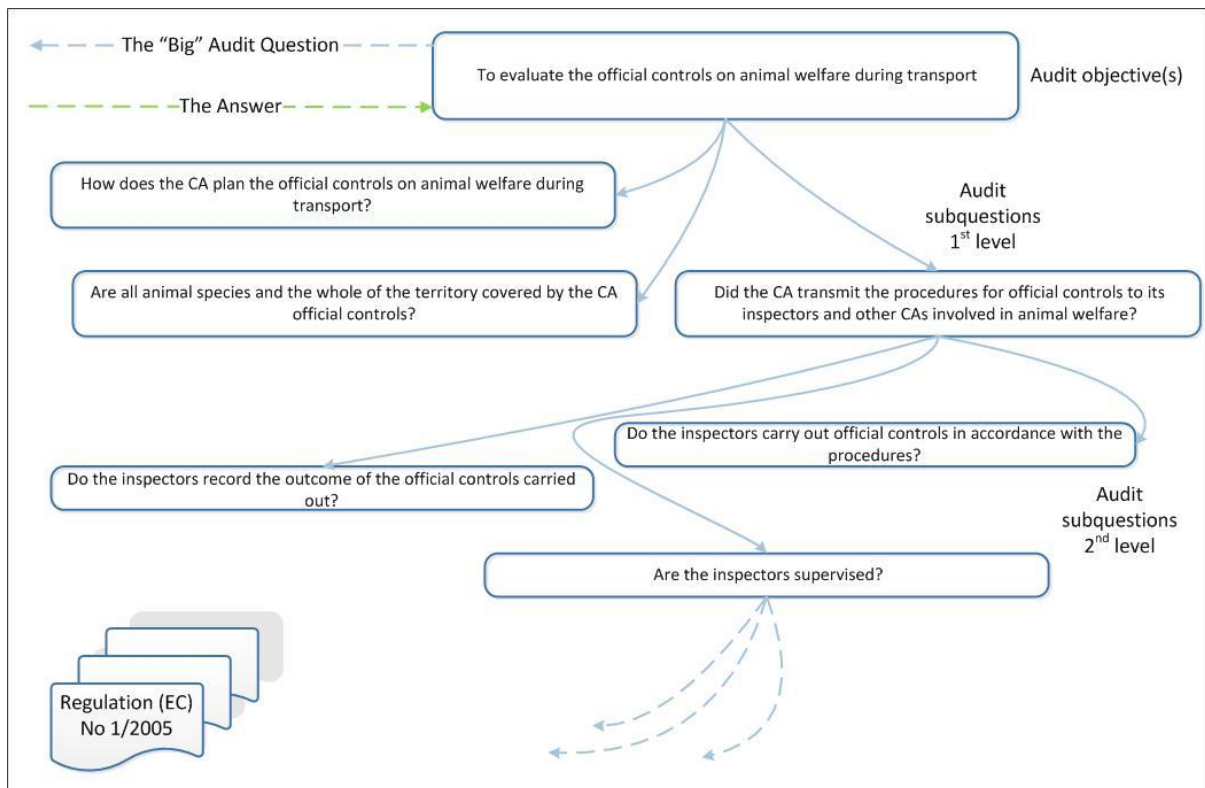 The “Big” Audit Question
To evaluate the official controls on animal welfare during transport
Audit objective(s)
The Answer
How does the CA plan the official controls on animal welfare during
transport?
Audit
subquestions
1st level
Are all animal species and the whole of the territory covered by the CA
official controls?
Did the CA transmit the procedures for official controls to its
inspectors and other CAs involved in animal welfare?
Do the inspectors carry out official controls in accordance with the
procedures?
Do the inspectors record the outcome of the official controls carried
out?
Audit
subquestions
2nd level
Are the inspectors supervised?
Regulation (EC)
No 1/2005